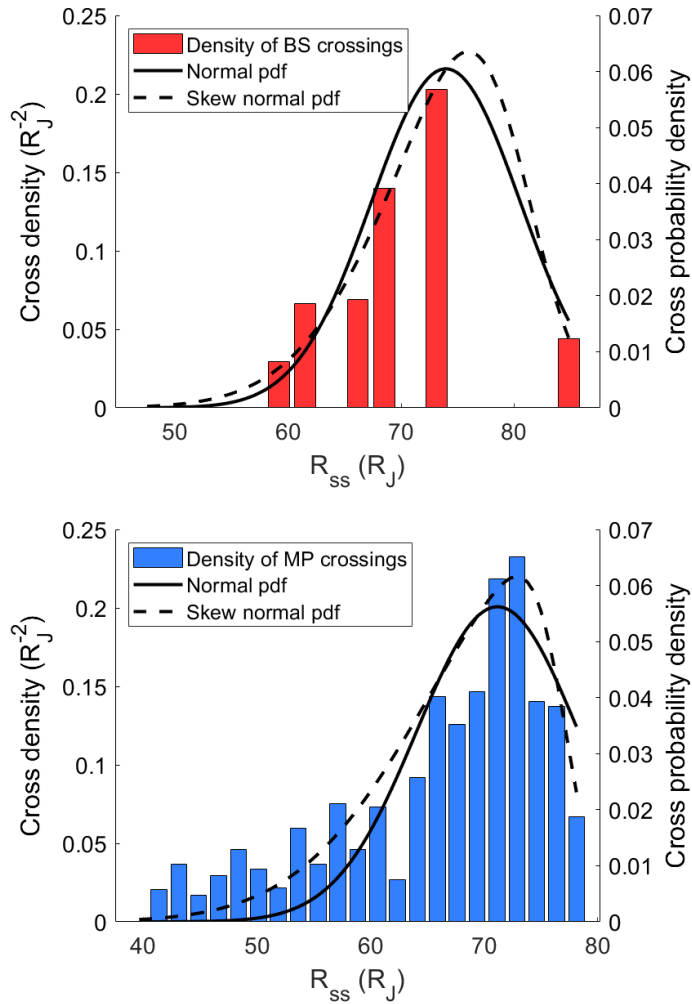 Density of BS crossings
Normal pdf
Skew normal pdf
Cross density (R_J^-2)
0.25
0.2
0.15
0.1
0.05
0
Cross probability density
0.07
0.06
0.05
0.04
0.03
0.02
0.01
0
50 60 70 80
R_ss (R_J)
Density of MP crossings
Normal pdf
Skew normal pdf
Cross density (R_J^-2)
0.25
0.2
0.15
0.1
0.05
0
Cross probability density
0.07
0.06
0.05
0.04
0.03
0.02
0.01
0
40 50 60 70 80
R_ss (R_J)